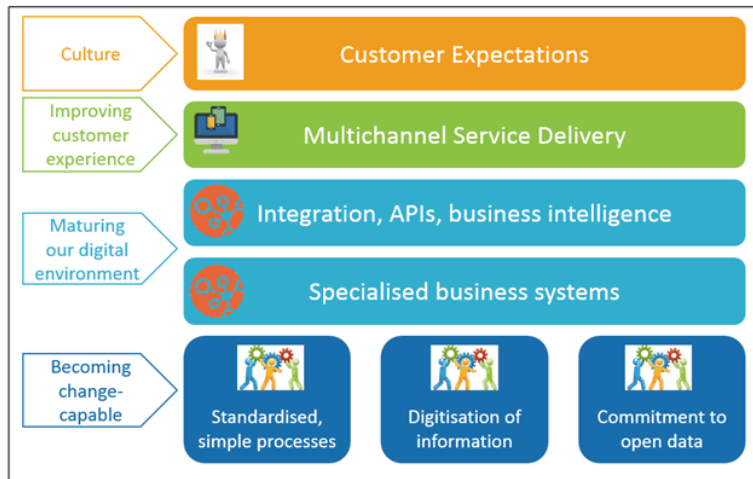 Culture
Customer Expectations
Improving
customer
experience
Multichannel Service Delivery
Maturing
our digital
environment
Integration, APIs, business intelligence
Specialised business systems
Becoming
change-
capable
Standardised,
simple processes
Digitisation of
information
Commitment to
open data